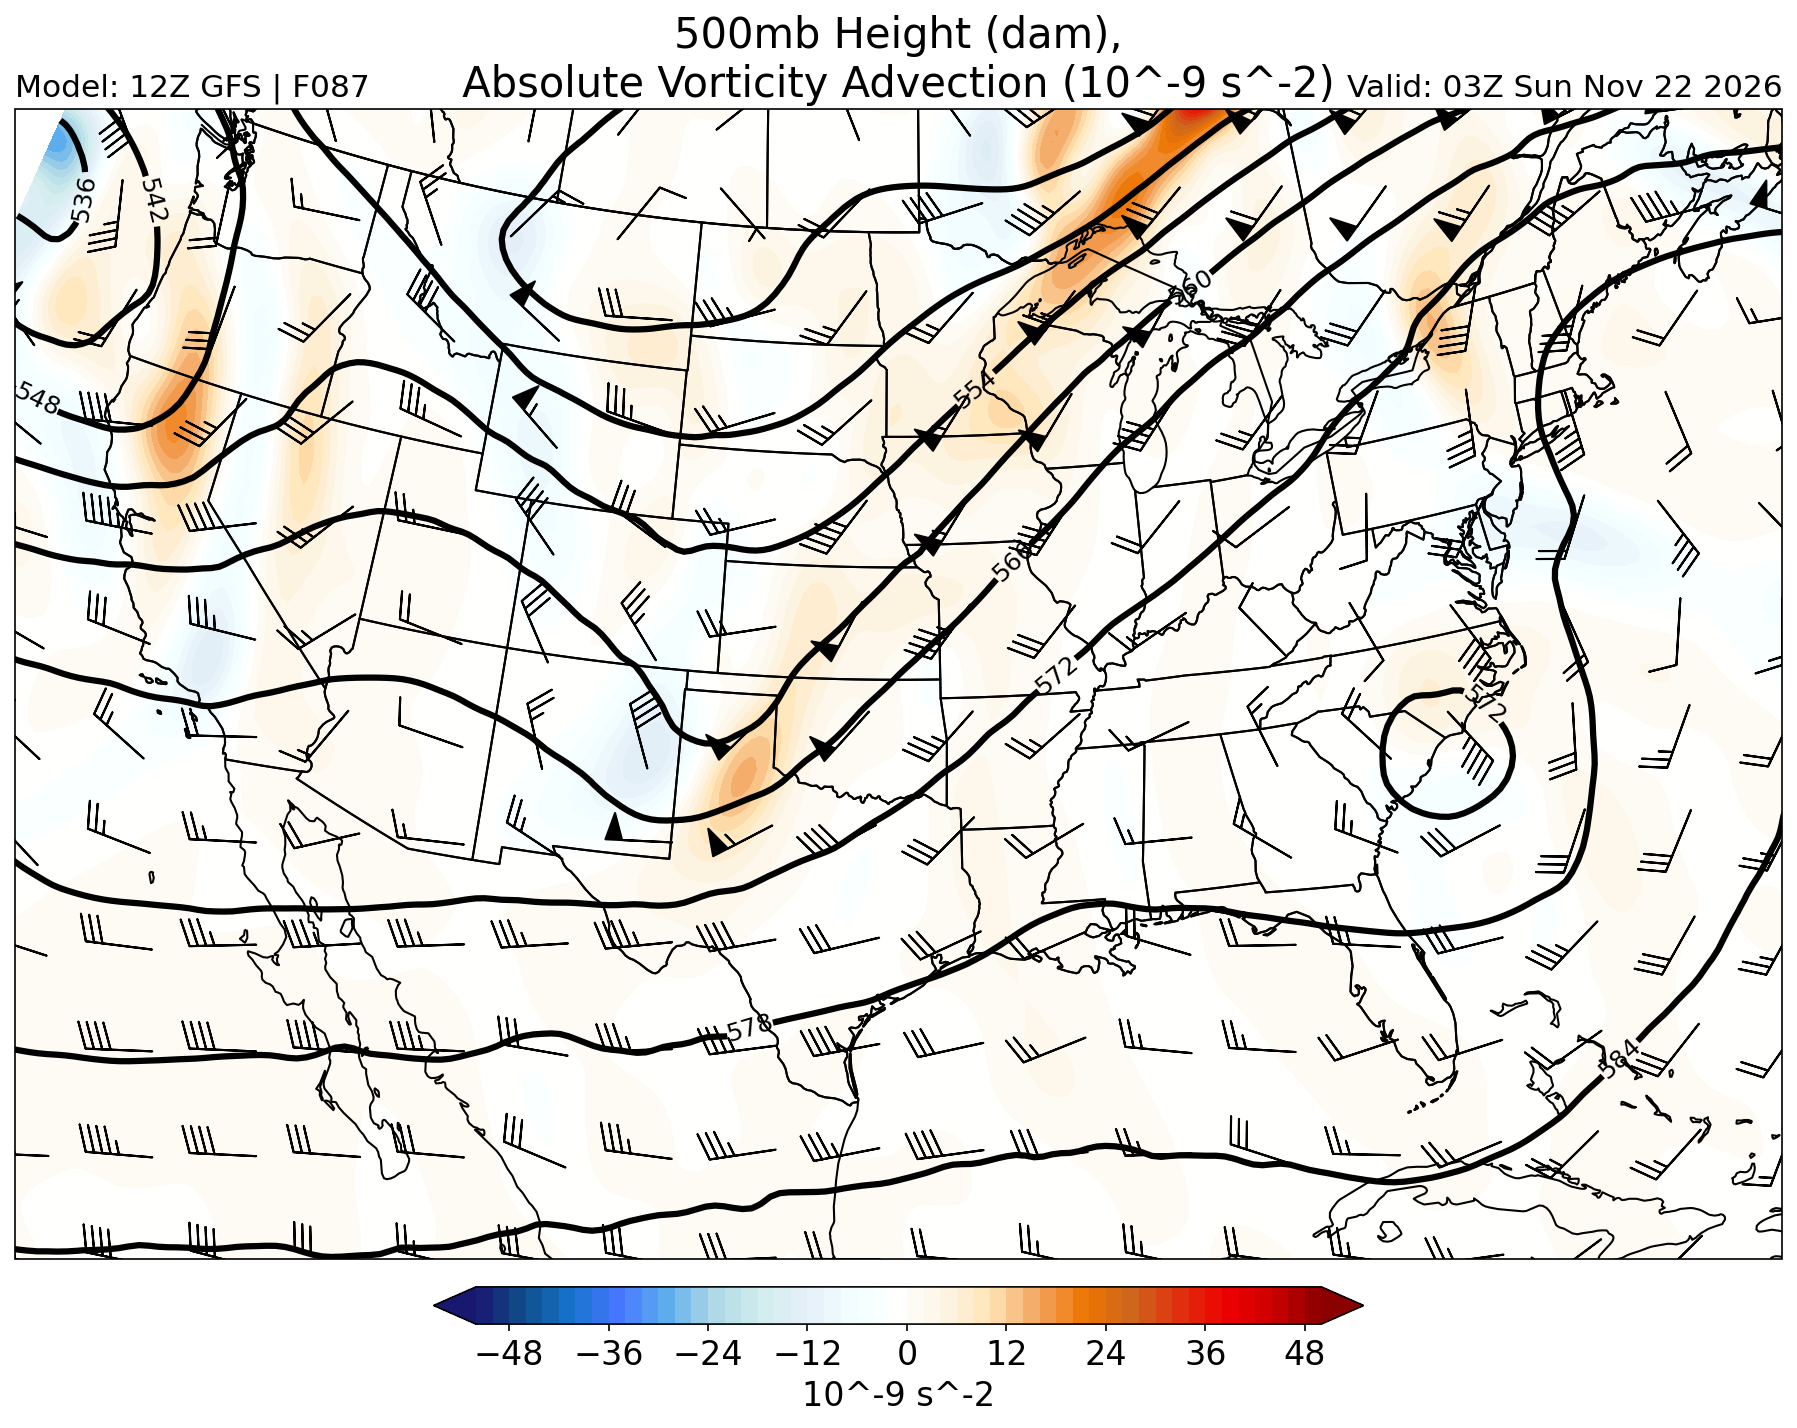 500mb Height (dam),
Model: 12Z GFS | F087
Absolute Vorticity Advection (10^-9 s^-2)
Valid: 03Z Sun Nov 22 2026
536
542
548
554
560
566
572
572
578
584
−48 −36 −24 −12 0 12 24 36 48
10^-9 s^-2